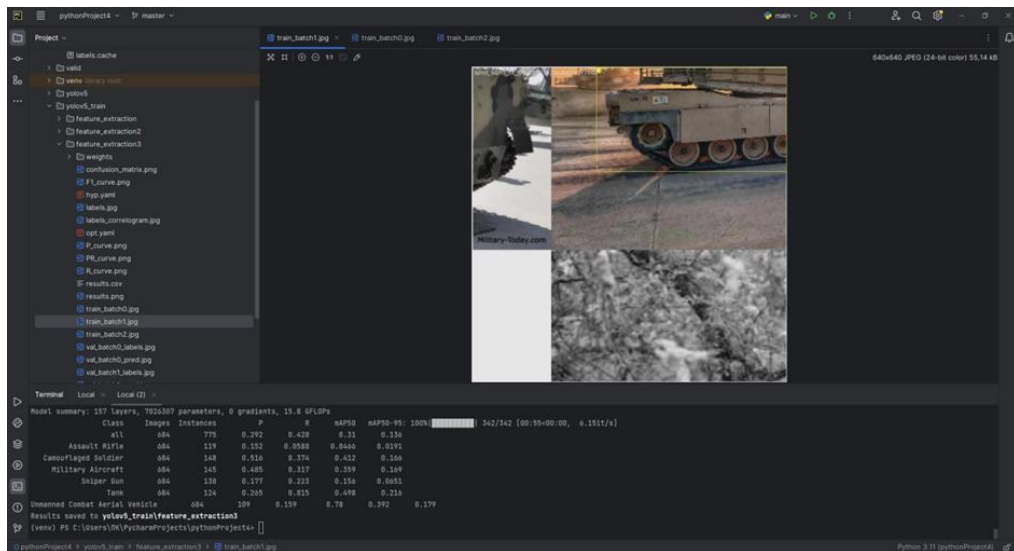 pythonProject4
master
main
Project
train_batch1.jpg
train_batch0.jpg
train_batch2.jpg
1:1
640x640 JPEG (24-bit color) 55,14 kB
labels.cache
valid
venv library root
yolov5
yolov5_train
feature_extraction
feature_extraction2
feature_extraction3
weights
confusion_matrix.png
F1_curve.png
hyp.yaml
labels.jpg
labels_correlogram.jpg
opt.yaml
P_curve.png
PR_curve.png
R_curve.png
results.csv
results.png
train_batch0.jpg
train_batch1.jpg
train_batch2.jpg
val_batch0_labels.jpg
val_batch0_pred.jpg
val_batch1_labels.jpg
Military-Today.com
Terminal Local Local (2)
Model summary: 157 layers, 7026307 parameters, 0 gradients, 15.8 GFLOPs
Class Images Instances P R mAP50 mAP50-95: 100% 342/342 [00:55<00:00, 6.15it/s]
all 684 775 0.292 0.428 0.31 0.136
Assault Rifle 684 119 0.152 0.0588 0.0466 0.0191
Camouflaged Soldier 684 148 0.516 0.374 0.412 0.166
Military Aircraft 684 145 0.485 0.317 0.359 0.169
Sniper Gun 684 130 0.177 0.223 0.156 0.0651
Tank 684 124 0.265 0.815 0.498 0.216
Unmanned Combat Aerial Vehicle 684 109 0.159 0.78 0.392 0.179
Results saved to yolov5_train\feature_extraction3
(venv) PS C:\Users\ПК\PycharmProjects\pythonProject4>
pythonProject4 > yolov5_train > feature_extraction3 > train_batch1.jpg
Python 3.11 (pythonProject4)